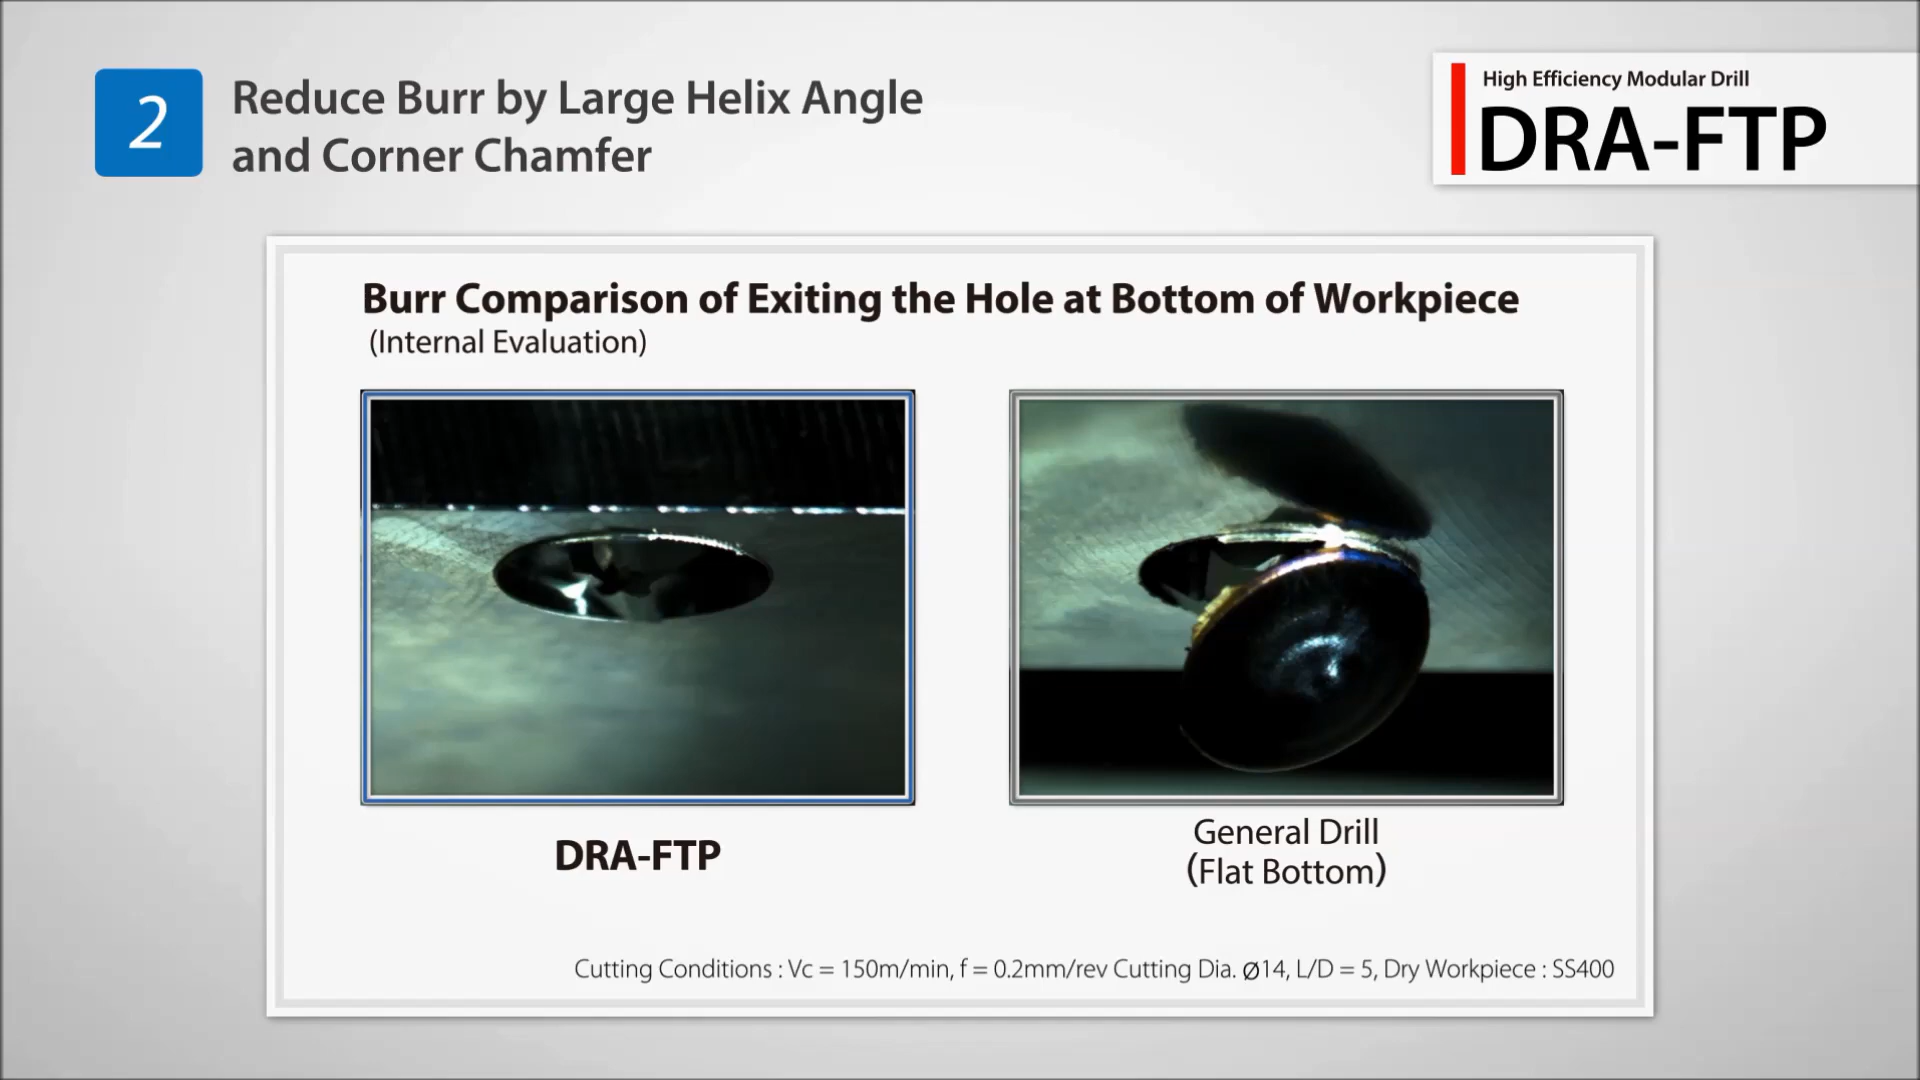 2
Reduce Burr by Large Helix Angle
and Corner Chamfer
High Efficiency Modular Drill
DRA-FTP
Burr Comparison of Exiting the Hole at Bottom of Workpiece
(Internal Evaluation)
DRA-FTP
General Drill
(Flat Bottom)
Cutting Conditions : Vc = 150m/min, f = 0.2mm/rev Cutting Dia. Ø14, L/D = 5, Dry Workpiece : SS400